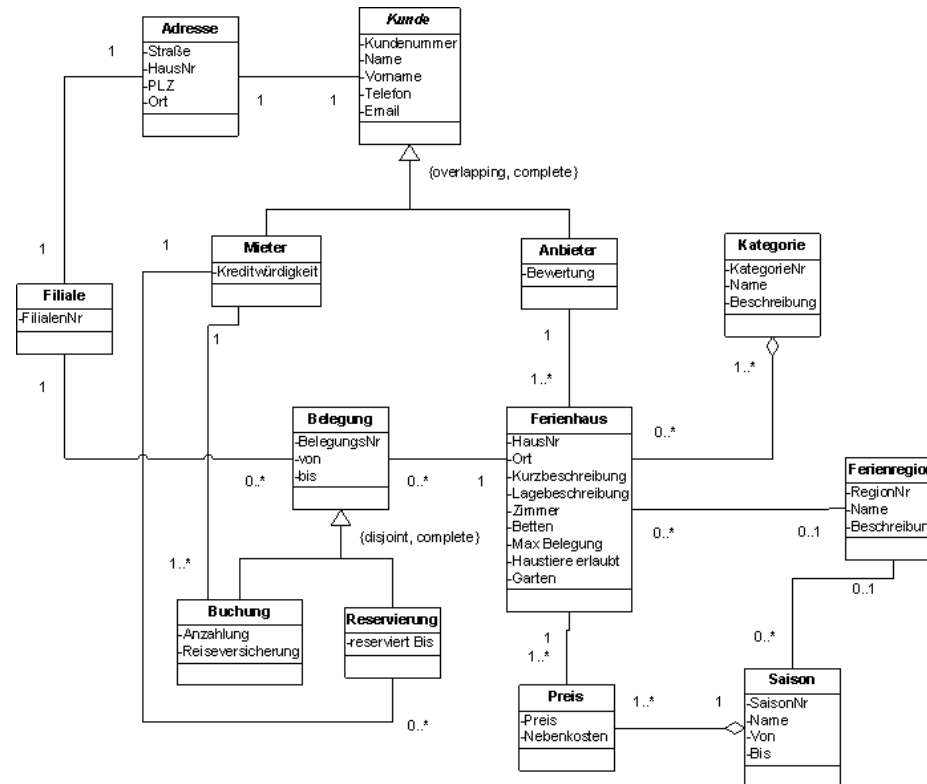 Adresse
-Straße
-HausNr
-PLZ
-Ort
Kunde
-Kundenummer
-Name
-Vorname
-Telefon
-Email
1
1
1
{overlapping, complete}
1
1
Mieter
-Kreditwürdigkeit
Anbieter
-Bewertung
Kategorie
-KategorieNr
-Name
-Beschreibung
Filiale
-FilialenNr
1
1
1
1..*
1..*
Belegung
-BelegungsNr
-von
-bis
Ferienhaus
-HausNr
-Ort
-Kurzbeschreibung
-Lagebeschreibung
-Zimmer
-Betten
-Max Belegung
-Haustiere erlaubt
-Garten
0..*
0..*
0..*
1
Ferienregion
-RegionNr
-Name
-Beschreibun
0..*
0..1
{disjoint, complete}
1..*
0..1
Buchung
-Anzahlung
-Reiseversicherung
Reservierung
-reserviert Bis
1
1..*
0..*
Preis
-Preis
-Nebenkosten
1..*
1
Saison
-SaisonNr
-Name
-Von
-Bis
0..*